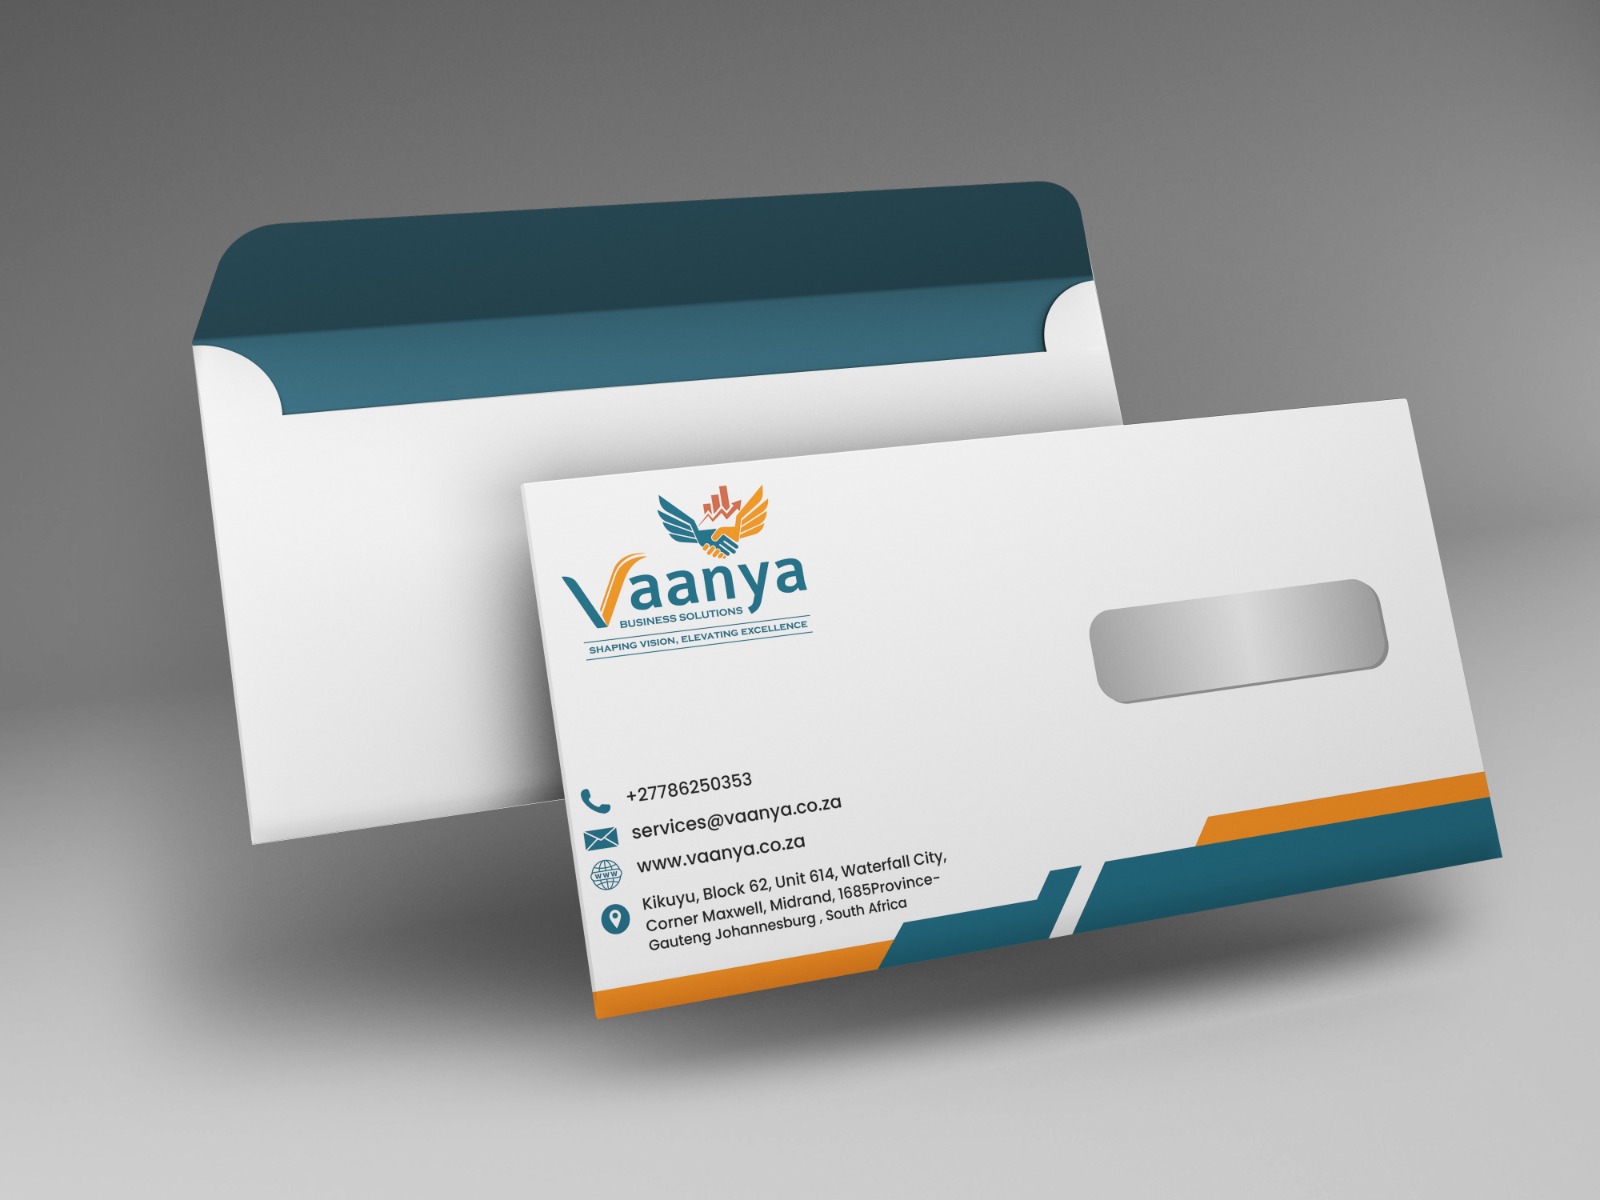 Vaanya
BUSINESS SOLUTIONS
SHAPING VISION, ELEVATING EXCELLENCE
+27786250353
services@vaanya.co.za
www.vaanya.co.za
WWW
Kikuyu, Block 62, Unit 614, Waterfall City,
Corner Maxwell, Midrand, 1685Province-
Gauteng Johannesburg , South Africa